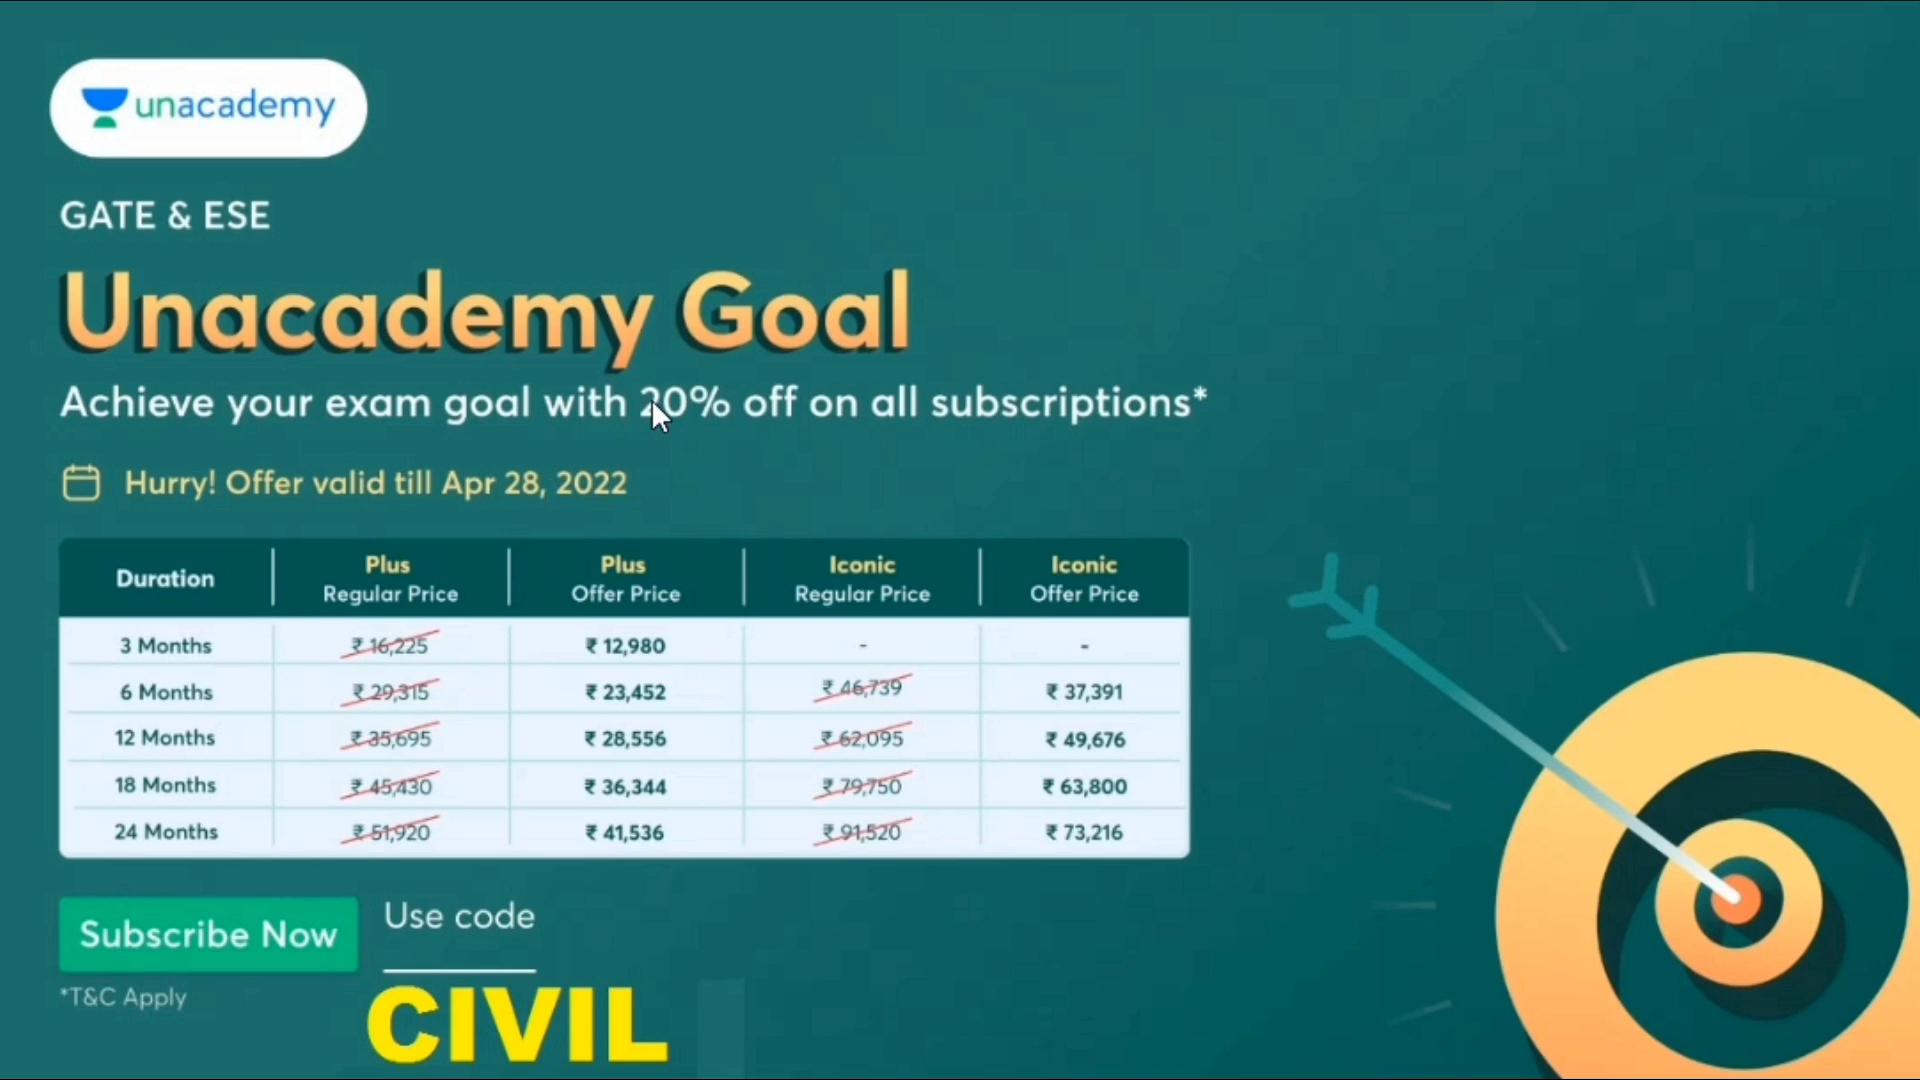 unacademy
GATE & ESE
Unacademy Goal
Achieve your exam goal with 20% off on all subscriptions*
Hurry! Offer valid till Apr 28, 2022
Duration | Plus Regular Price | Plus Offer Price | Iconic Regular Price | Iconic Offer Price
3 Months | ₹ 16,225 | ₹ 12,980 | - | -
6 Months | ₹ 29,315 | ₹ 23,452 | ₹ 46,739 | ₹ 37,391
12 Months | ₹ 35,695 | ₹ 28,556 | ₹ 62,095 | ₹ 49,676
18 Months | ₹ 45,430 | ₹ 36,344 | ₹ 79,750 | ₹ 63,800
24 Months | ₹ 51,920 | ₹ 41,536 | ₹ 91,520 | ₹ 73,216
Subscribe Now
Use code
*T&C Apply
CIVIL